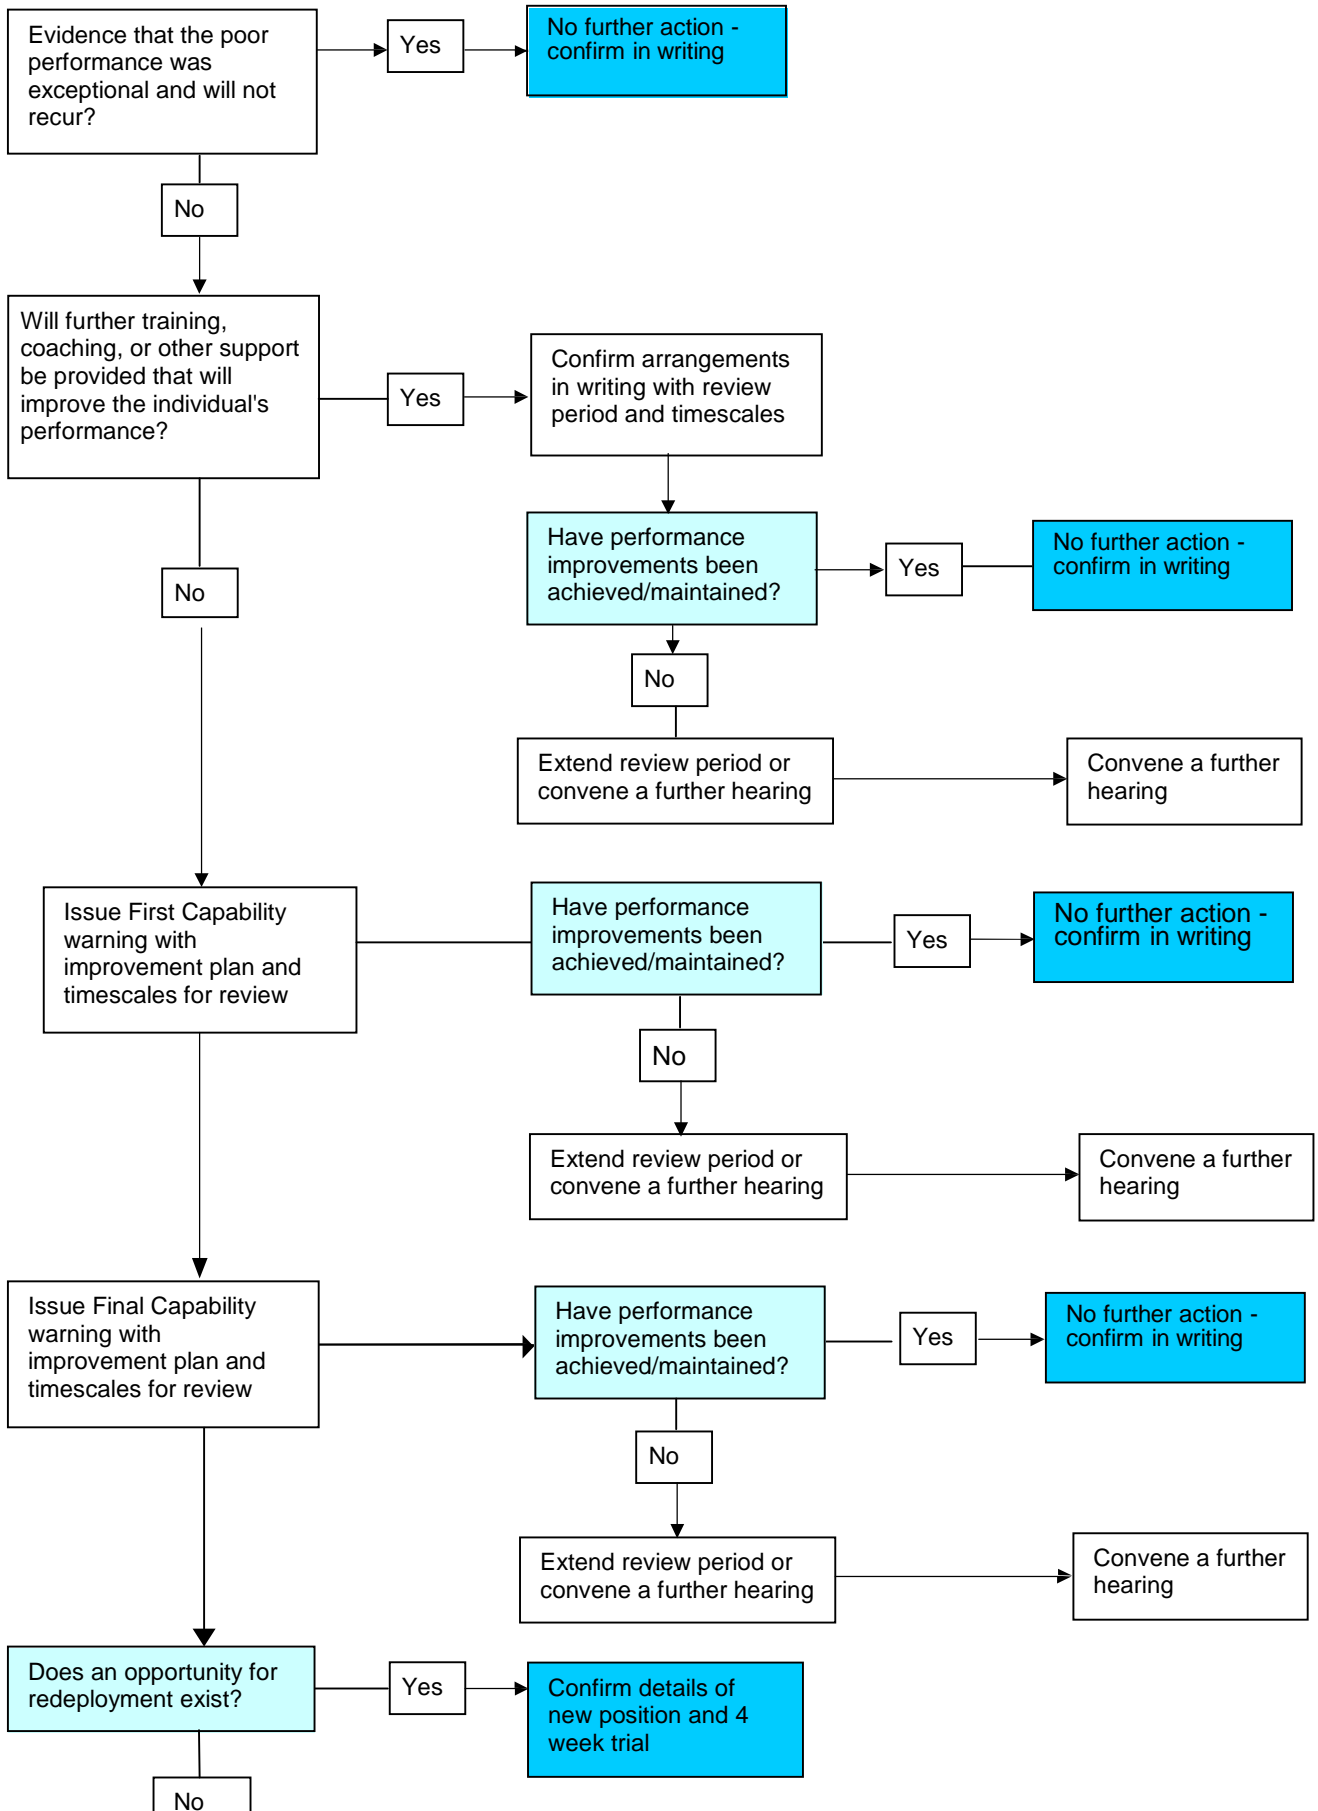 Evidence that the poor
performance was
exceptional and will not
recur?
Yes
No further action -
confirm in writing
No
Will further training,
coaching, or other support
be provided that will
improve the individual's
performance?
Yes
Confirm arrangements
in writing with review
period and timescales
Have performance
improvements been
achieved/maintained?
Yes
No further action -
confirm in writing
No
No
Extend review period or
convene a further hearing
Convene a further
hearing
Issue First Capability
warning with
improvement plan and
timescales for review
Have performance
improvements been
achieved/maintained?
Yes
No further action -
confirm in writing
No
Extend review period or
convene a further hearing
Convene a further
hearing
Issue Final Capability
warning with
improvement plan and
timescales for review
Have performance
improvements been
achieved/maintained?
Yes
No further action -
confirm in writing
No
Extend review period or
convene a further hearing
Convene a further
hearing
Does an opportunity for
redeployment exist?
Yes
Confirm details of
new position and 4
week trial
No